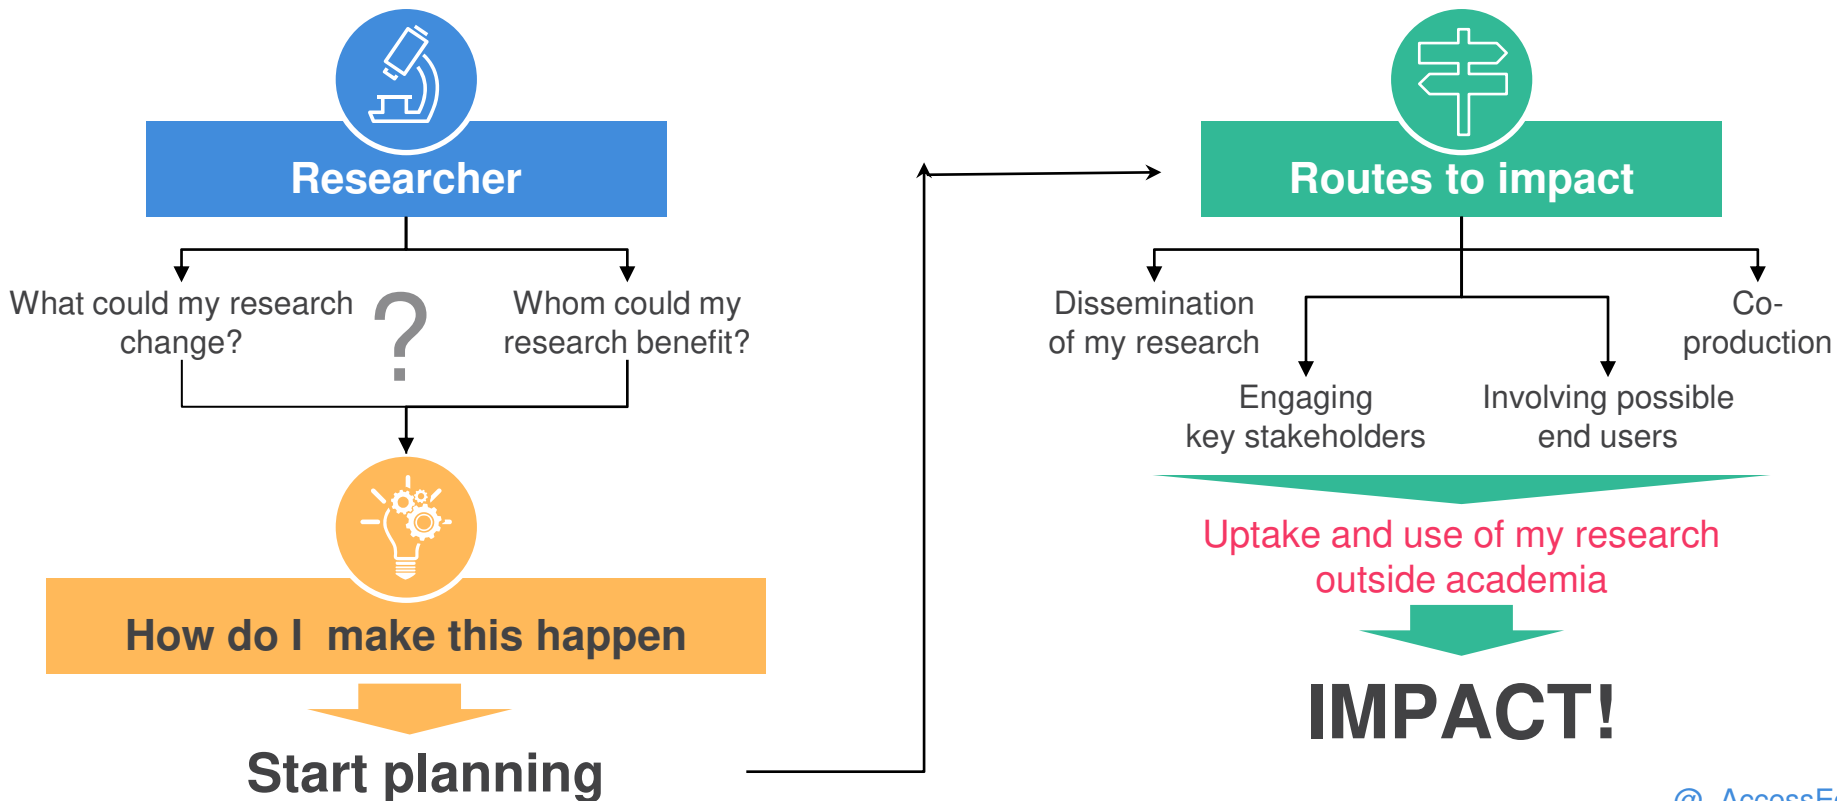 Researcher
What could my research
change?
?
Whom could my
research benefit?
How do I  make this happen
Start planning
Routes to impact
Dissemination
of my research
Co-
production
Engaging
key stakeholders
Involving possible
end users
Uptake and use of my research
outside academia
IMPACT!